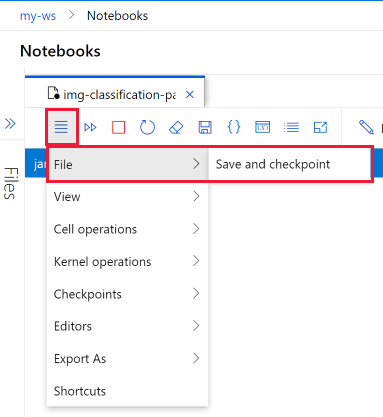 my-ws > Notebooks
Notebooks
img-classification-pa
Files
File
Save and checkpoint
View
Cell operations
Kernel operations
Checkpoints
Editors
Export As
Shortcuts